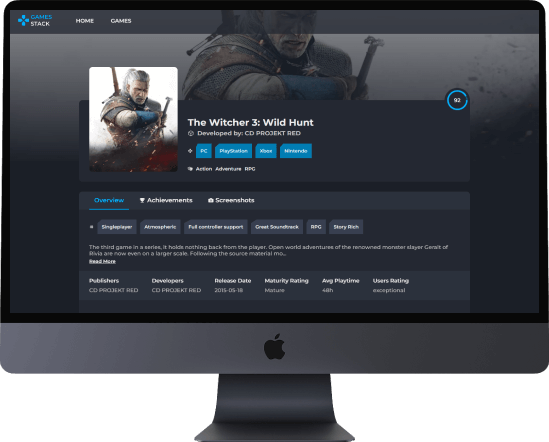 GAMES
STACK
HOME GAMES
92
The Witcher 3: Wild Hunt
Developed by: CD PROJEKT RED
PC PlayStation Xbox Nintendo
Action Adventure RPG
Overview Achievements Screenshots
Singleplayer Atmospheric Full controller support Great Soundtrack RPG Story Rich
The third game in a series, it holds nothing back from the player. Open world adventures of the renowned monster slayer Geralt of
Rivia are now even on a larger scale. Following the source material mo...
Read More
Publishers Developers Release Date Maturity Rating Avg Playtime Users Rating
CD PROJEKT RED CD PROJEKT RED 2015-05-18 Mature 48h exceptional